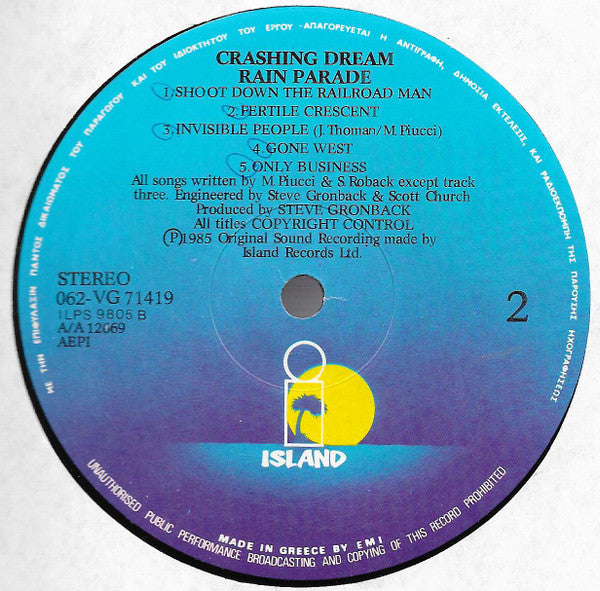 ΜΕ ΤΗΝ ΕΠΙΦΥΛΑΞΙΝ ΠΑΝΤΟΣ ΔΙΚΑΙΩΜΑΤΟΣ ΤΟΥ ΠΑΡΑΓΩΓΟΥ ΚΑΙ ΤΟΥ ΙΔΙΟΚΤΗΤΟΥ ΤΟΥ ΕΡΓΟΥ - ΑΠΑΓΟΡΕΥΕΤΑΙ Η ΑΝΤΙΓΡΑΦΗ, ΔΗΜΟΣΙΑ ΕΚΤΕΛΕΣΙΣ, ΚΑΙ ΡΑΔΙΟΕΚΠΟΜΠΗ ΤΗΣ ΠΑΡΟΥΣΗΣ ΗΧΟΓΡΑΦΗΣΕΩΣ
CRASHING DREAM
RAIN PARADE
1.SHOOT DOWN THE RAILROAD MAN
2.FERTILE CRESCENT
3.INVISIBLE PEOPLE (J. Thoman/M. Piucci)
4.GONE WEST
5.ONLY BUSINESS
All songs written by M. Piucci & S. Roback except track
three. Engineered by Steve Gronback & Scott Church
Produced by STEVE GRONBACK
All titles COPYRIGHT CONTROL
Ⓟ1985 Original Sound Recording made by
Island Records Ltd.
STEREO
062-VG 71419
ILPS 9805 B
A/A 12069
AEPI
2
ISLAND
MADE IN GREECE BY EMI
UNAUTHORISED PUBLIC PERFORMANCE BROADCASTING AND COPYING OF THIS RECORD PROHIBITED